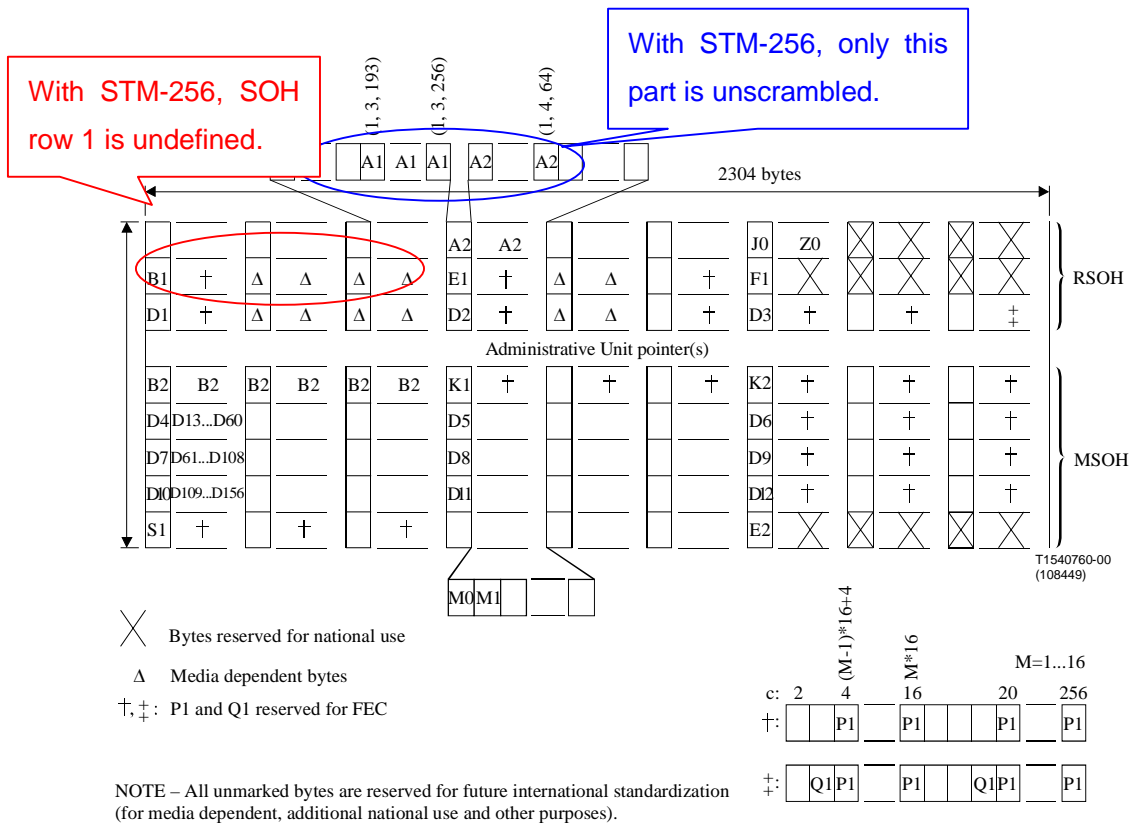 With STM-256, only this
part is unscrambled.
With STM-256, SOH
row 1 is undefined.
(1, 3, 193)
(1, 3, 256)
(1, 4, 64)
A1 A1 A1 A2 A2
2304 bytes
A2 A2 J0 Z0
B1 † Δ Δ Δ Δ E1 † Δ Δ † F1
RSOH
D1 † Δ Δ Δ Δ D2 † Δ Δ † D3 † † ‡
Administrative Unit pointer(s)
B2 B2 B2 B2 B2 B2 K1 † † † K2 † † †
D4 D13...D60 D5 D6 † † †
D7 D61...D108 D8 D9 † † †
MSOH
D10 D109...D156 D11 D12 † † †
S1 † † † E2
T1540760-00
(108449)
M0 M1
Bytes reserved for national use
Δ Media dependent bytes
†, ‡: P1 and Q1 reserved for FEC
(M-1)*16+4
M*16
M=1...16
c: 2 4 16 20 256
†: P1 P1 P1 P1
‡: Q1 P1 P1 Q1 P1 P1
NOTE – All unmarked bytes are reserved for future international standardization
(for media dependent, additional national use and other purposes).